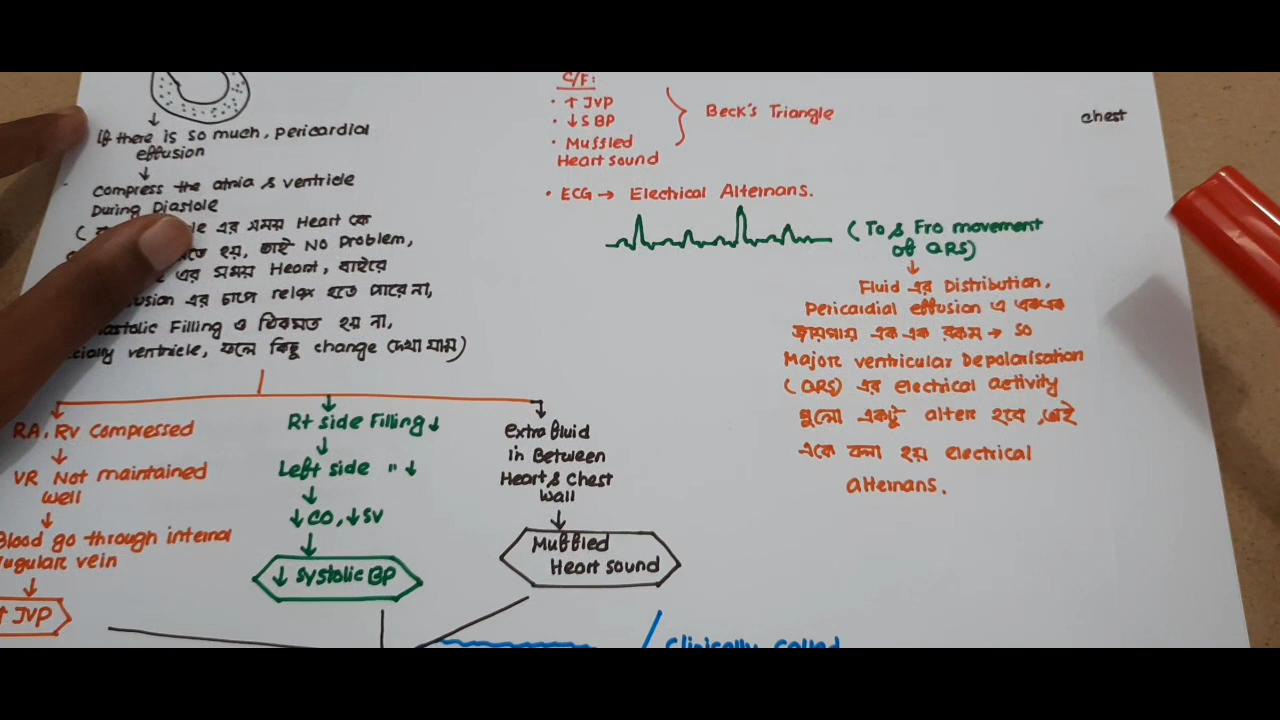 If there is so much, pericardial
effusion
↓
compress the atria & ventricle
During Diastole
এর সময় Heart কে
হয়, তাই No Problem,
এর সময় Heart, বাইরে
এর চাপে relax হতে পারে না,
Filling ও ঠিকমত হয় না,
ventricle, ফলে কিছু change দেখা যায়)
RA, RV compressed
↓
VR Not maintained
well
↓
Blood go through internal
jugular vein
↓
↑ JVP
Rt side Filling ↓
↓
Left side " ↓
↓
↓CO, ↓SV
↓
↓ systolic BP
extra fluid
in Between
Heart & Chest
wall
↓
Muffled
Heart sound
C/F:
• ↑ JVP
• ↓ S BP
• Muffled
Heart sound
Beck's Triangle
• ECG → Electrical Alternans.
(To & Fro movement
of QRS)
↓
Fluid এর Distribution,
Pericardial effusion এ একেক
জায়গায় এক এক রকম → so
Major ventricular Depolarisation
(QRS) এর electrical activity
গুলো একটু alter হবে, তাই
একে বলা হয় electrical
alternans.
chest
clinically called